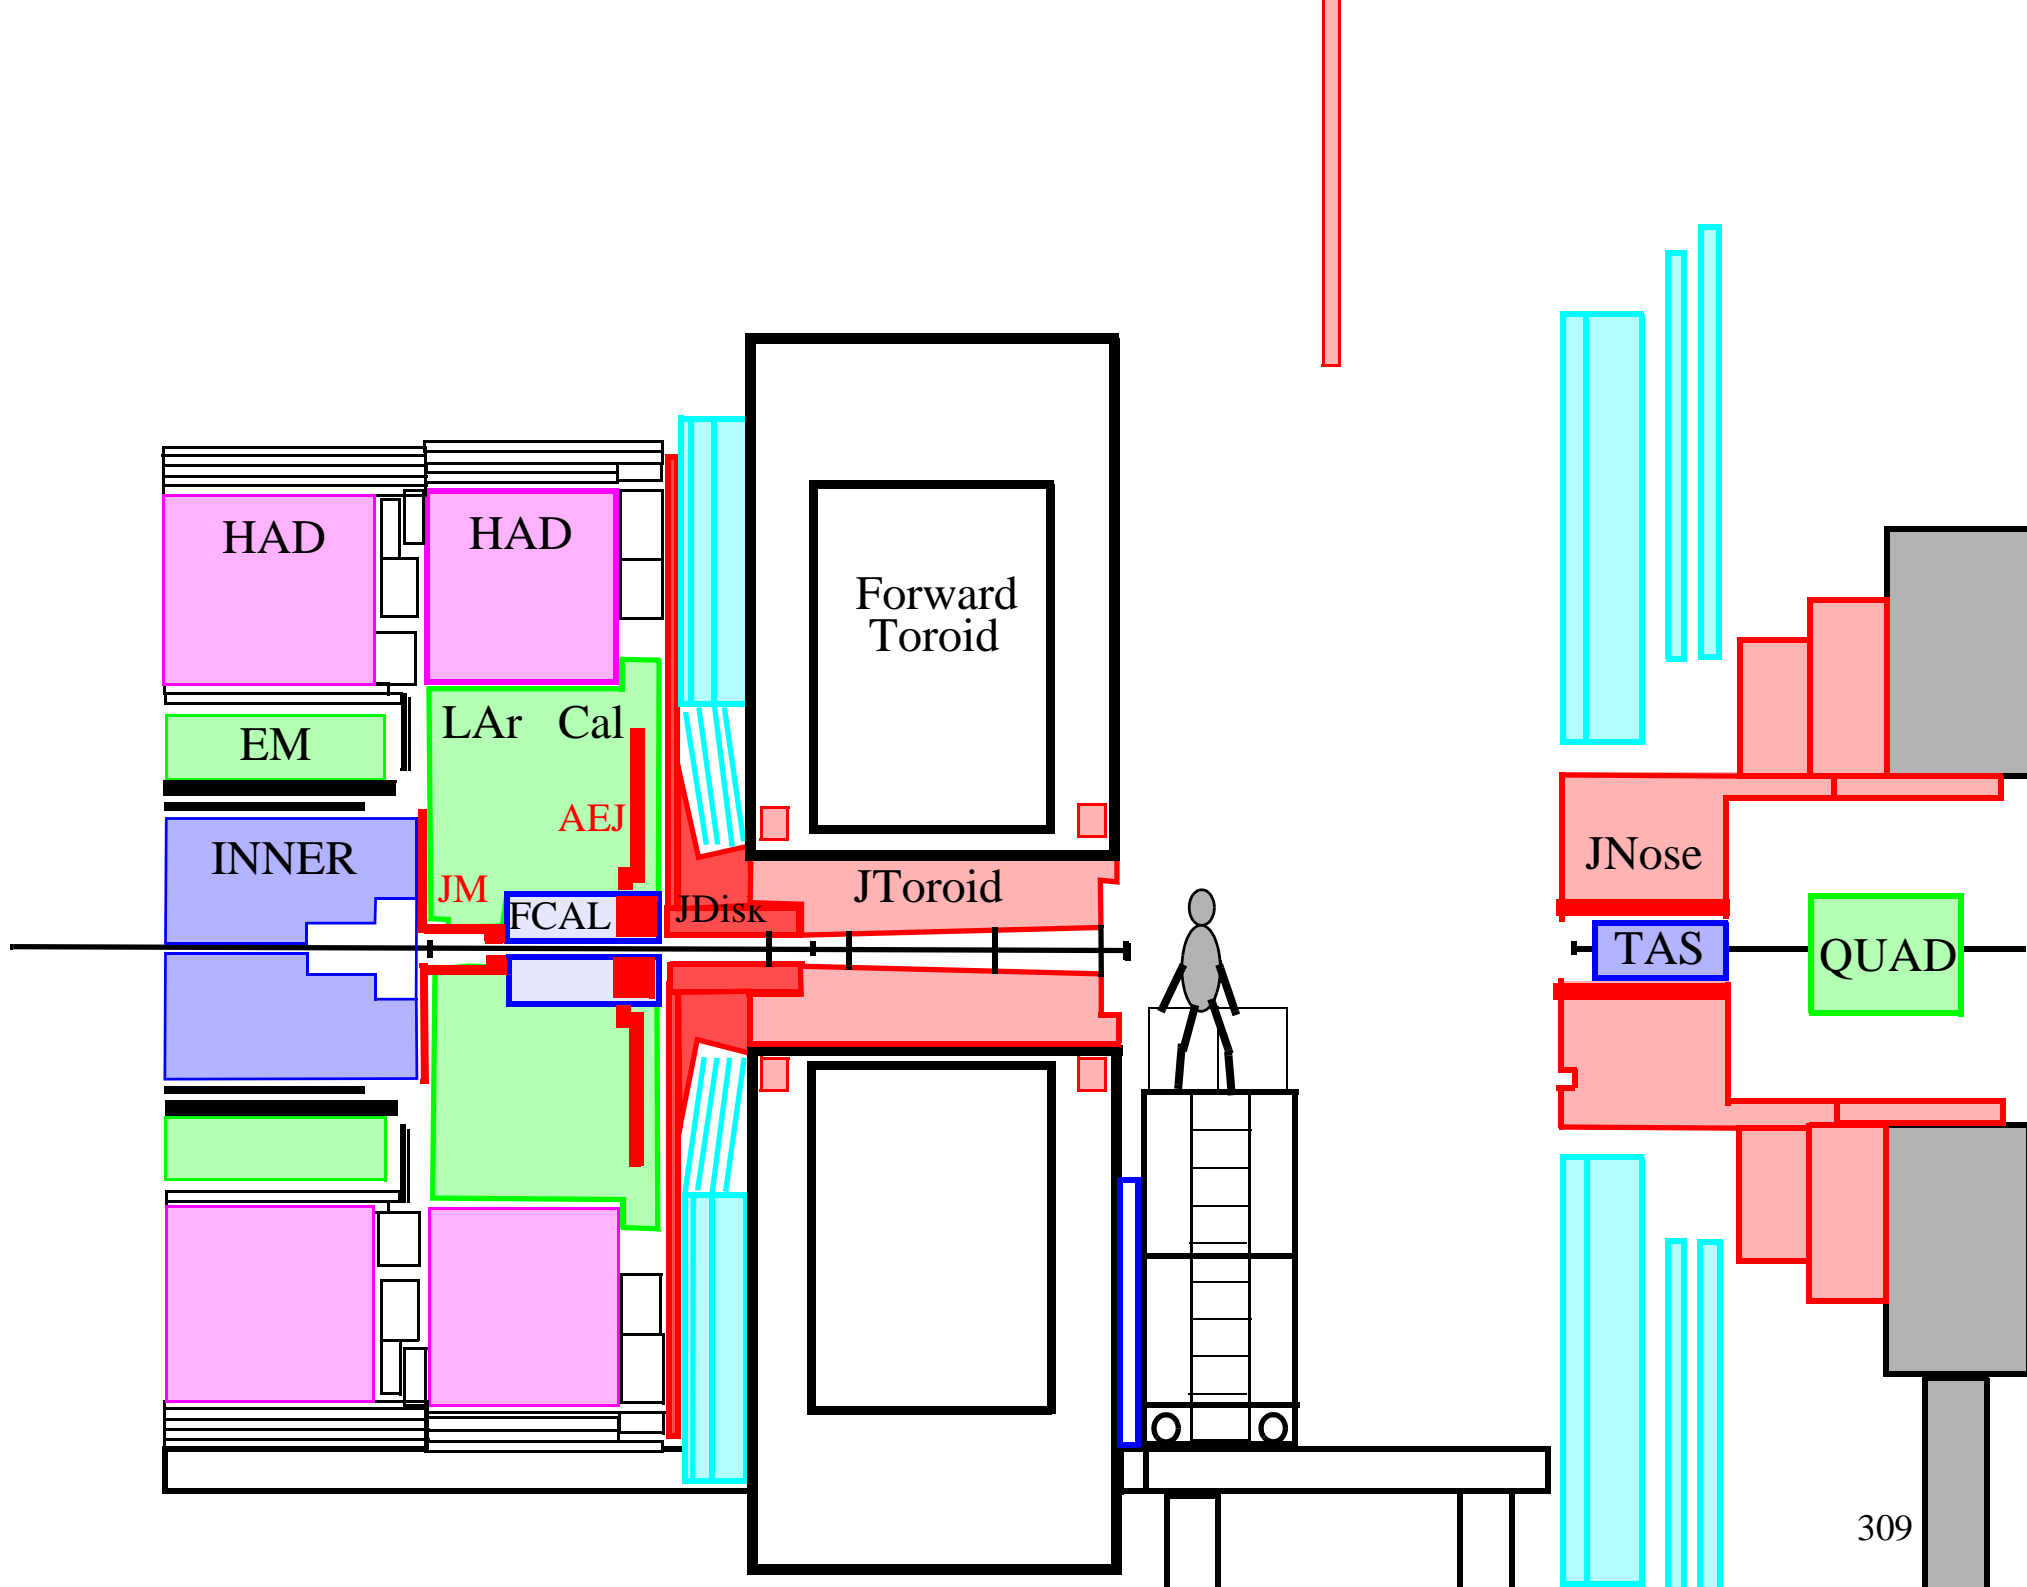 HAD
HAD
Forward
Toroid
LAr Cal
EM
AEJ
INNER
JM
FCAL
JDisk
JToroid
JNose
TAS
QUAD
309